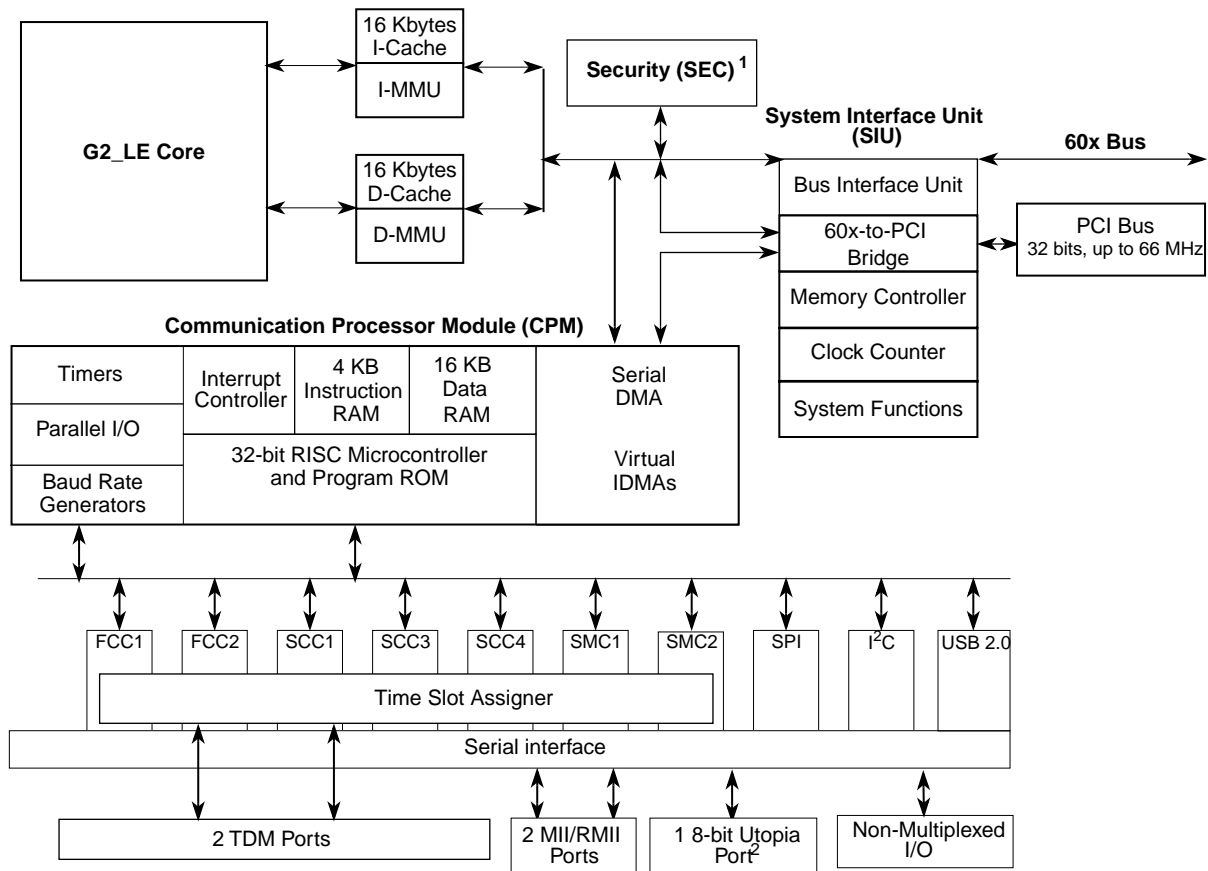 16 Kbytes
I-Cache
I-MMU
Security (SEC) 1
G2_LE Core
System Interface Unit
(SIU)
60x Bus
16 Kbytes
D-Cache
D-MMU
Bus Interface Unit
60x-to-PCI
Bridge
PCI Bus
32 bits, up to 66 MHz
Memory Controller
Clock Counter
System Functions
Communication Processor Module (CPM)
Timers
Parallel I/O
Baud Rate
Generators
Interrupt
Controller
4 KB
Instruction
RAM
16 KB
Data
RAM
32-bit RISC Microcontroller
and Program ROM
Serial
DMA
Virtual
IDMAs
FCC1
FCC2
SCC1
SCC3
SCC4
SMC1
SMC2
SPI
I2C
USB 2.0
Time Slot Assigner
Serial interface
2 TDM Ports
2 MII/RMII
Ports
1 8-bit Utopia
Port2
Non-Multiplexed
I/O